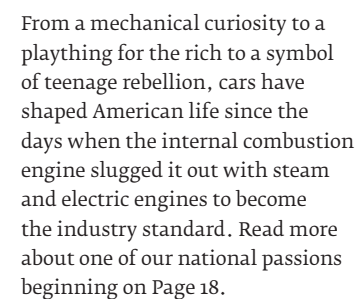 From a mechanical curiosity to a
plaything for the rich to a symbol
of teenage rebellion, cars have
shaped American life since the
days when the internal combustion
engine slugged it out with steam
and electric engines to become
the industry standard. Read more
about one of our national passions
beginning on Page 18.